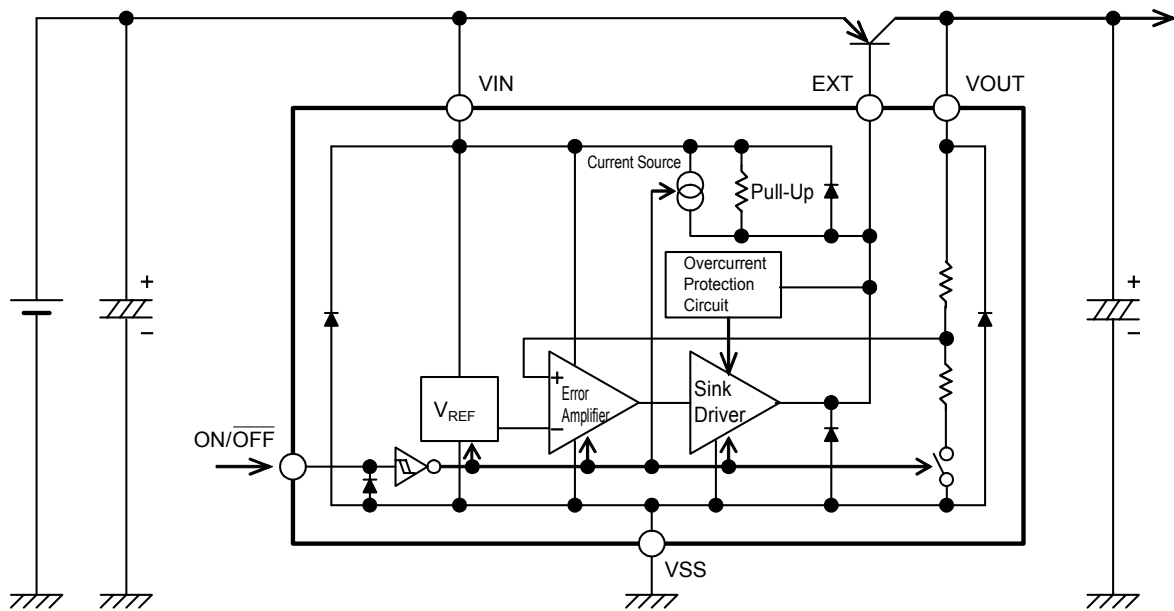 VIN
EXT
VOUT
Current Source
Pull-Up
+
−
Overcurrent
Protection
Circuit
+
−
+
−
Error
Amplifier
Sink
Driver
VREF
ON/OFF
VSS